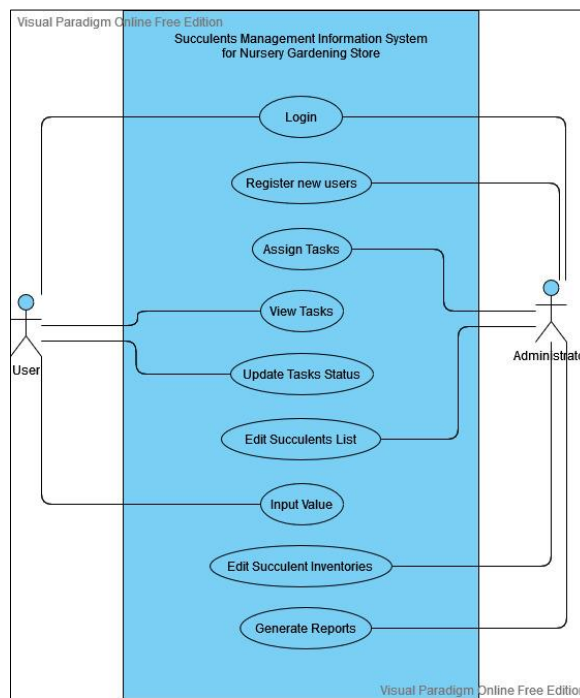 Visual Paradigm Online Free Edition
Succulents Management Information System
for Nursery Gardening Store
Login
Register new users
Assign Tasks
View Tasks
User
Administrato
Update Tasks Status
Edit Succulents List
Input Value
Edit Succulent Inventories
Generate Reports
Visual Paradigm Online Free Edition